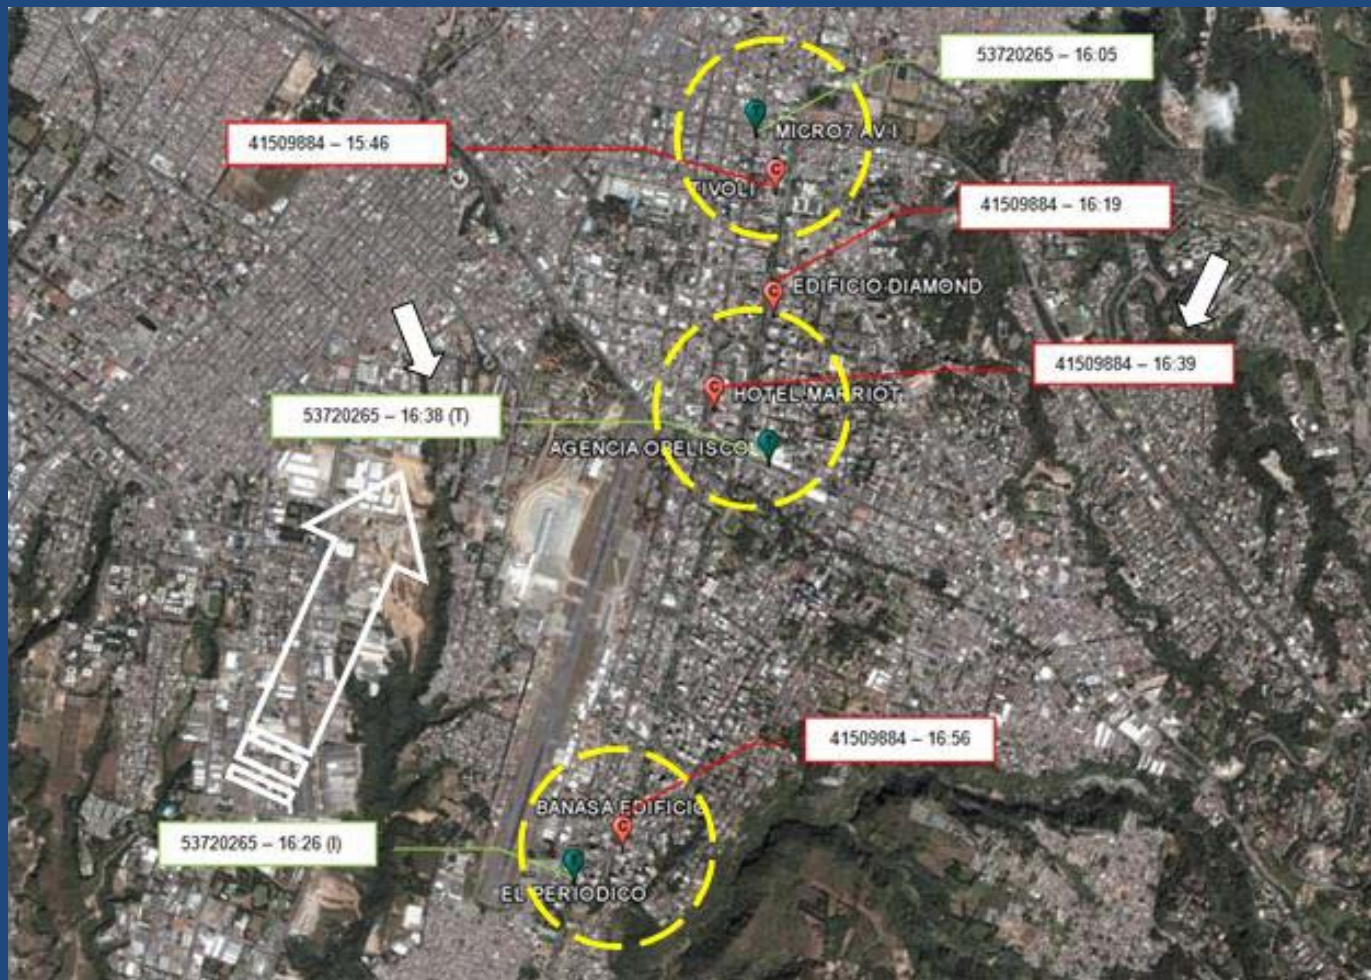 53720265 – 16:05
MICRO7 AV I
41509884 – 15:46
TIVOLI
41509884 – 16:19
EDIFICIO DIAMOND
41509884 – 16:39
HOTEL MARRIOT
53720265 – 16:38 (T)
AGENCIA OBELISCO
41509884 – 16:56
BANASA EDIFICIO
53720265 – 16:26 (I)
EL PERIODICO